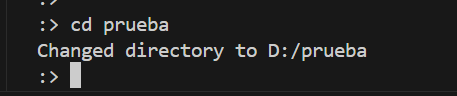 :>
:> cd prueba
Changed directory to D:/prueba
:>